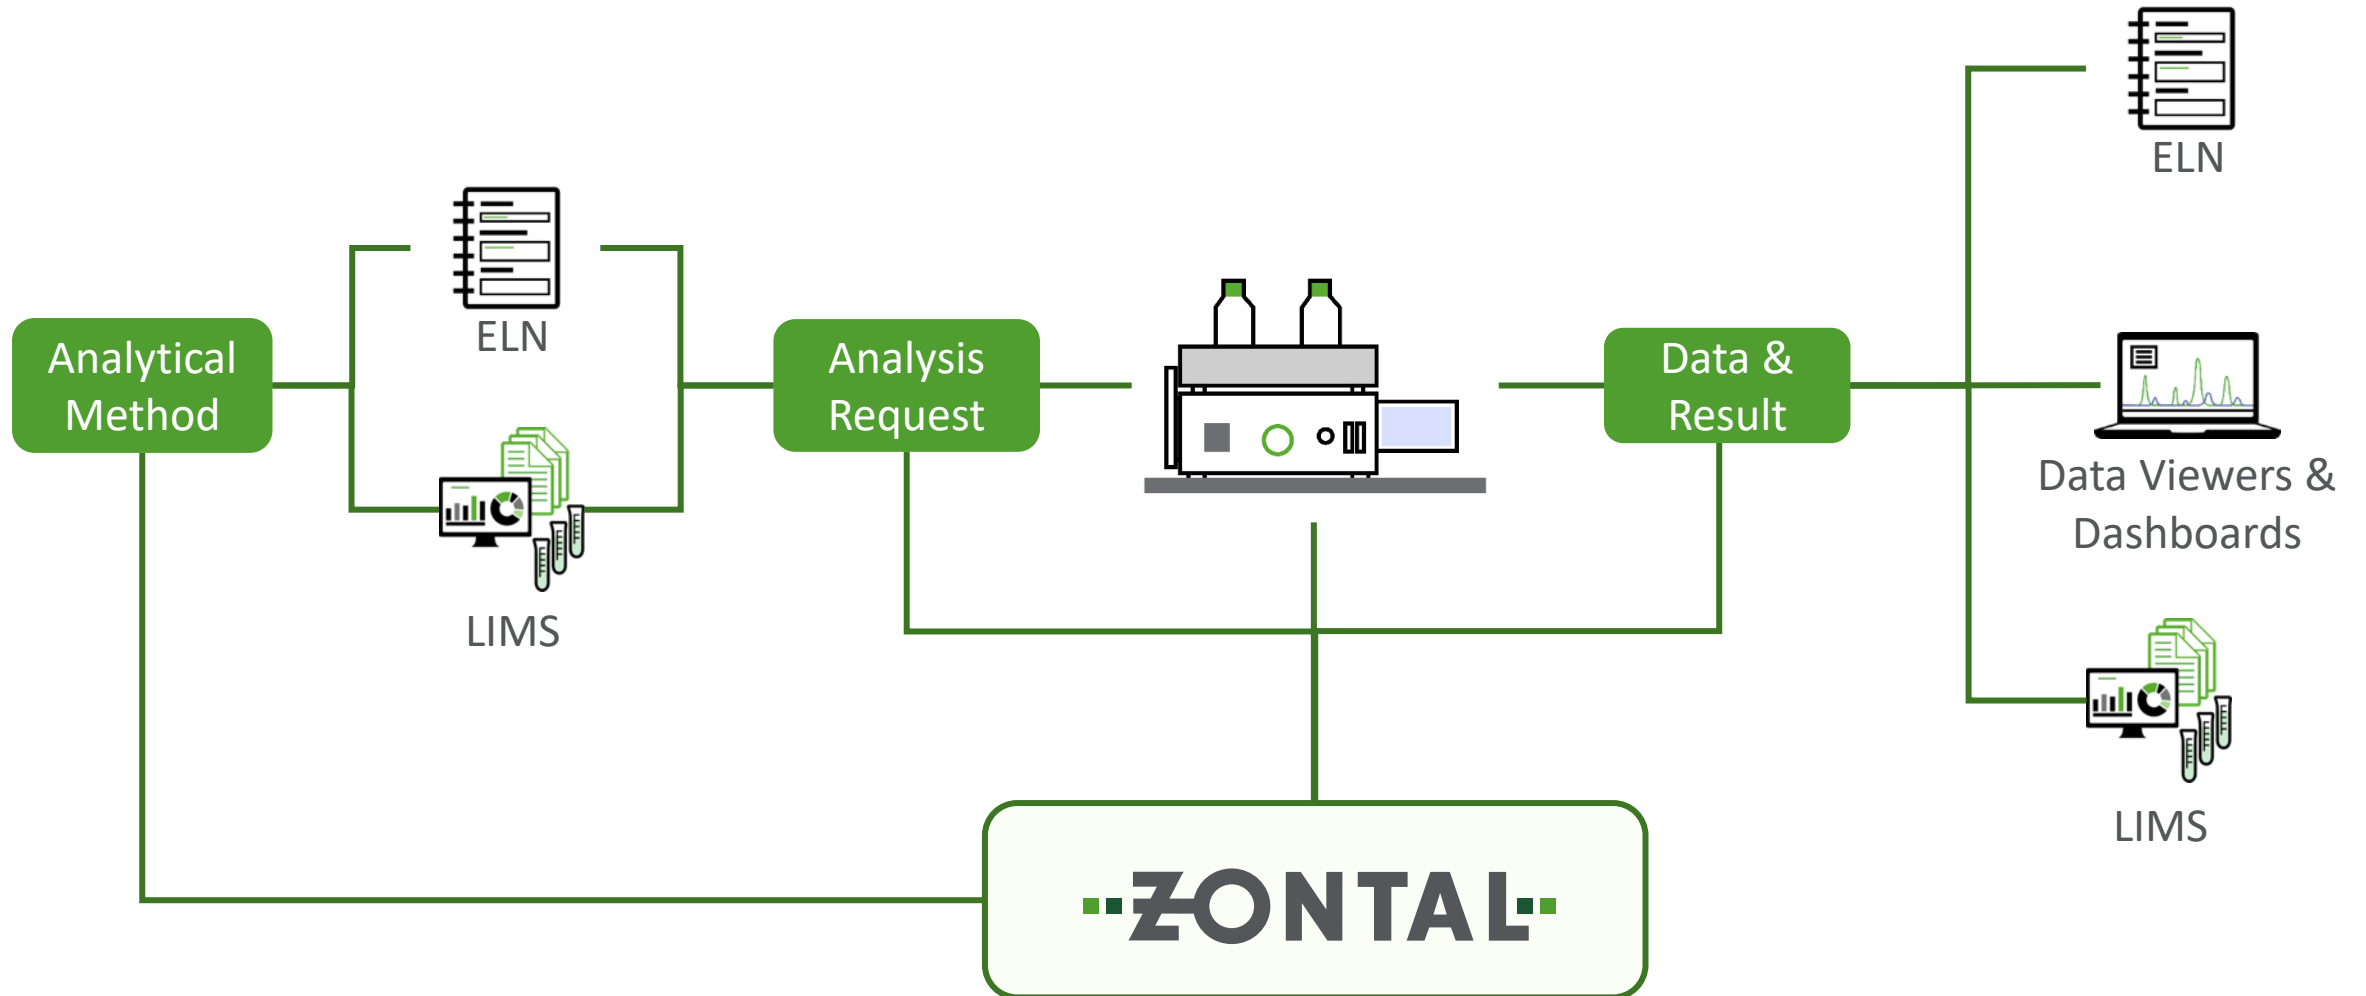 Analytical
Method
ELN
LIMS
Analysis
Request
Data &
Result
ELN
Data Viewers &
Dashboards
LIMS
ZONTAL